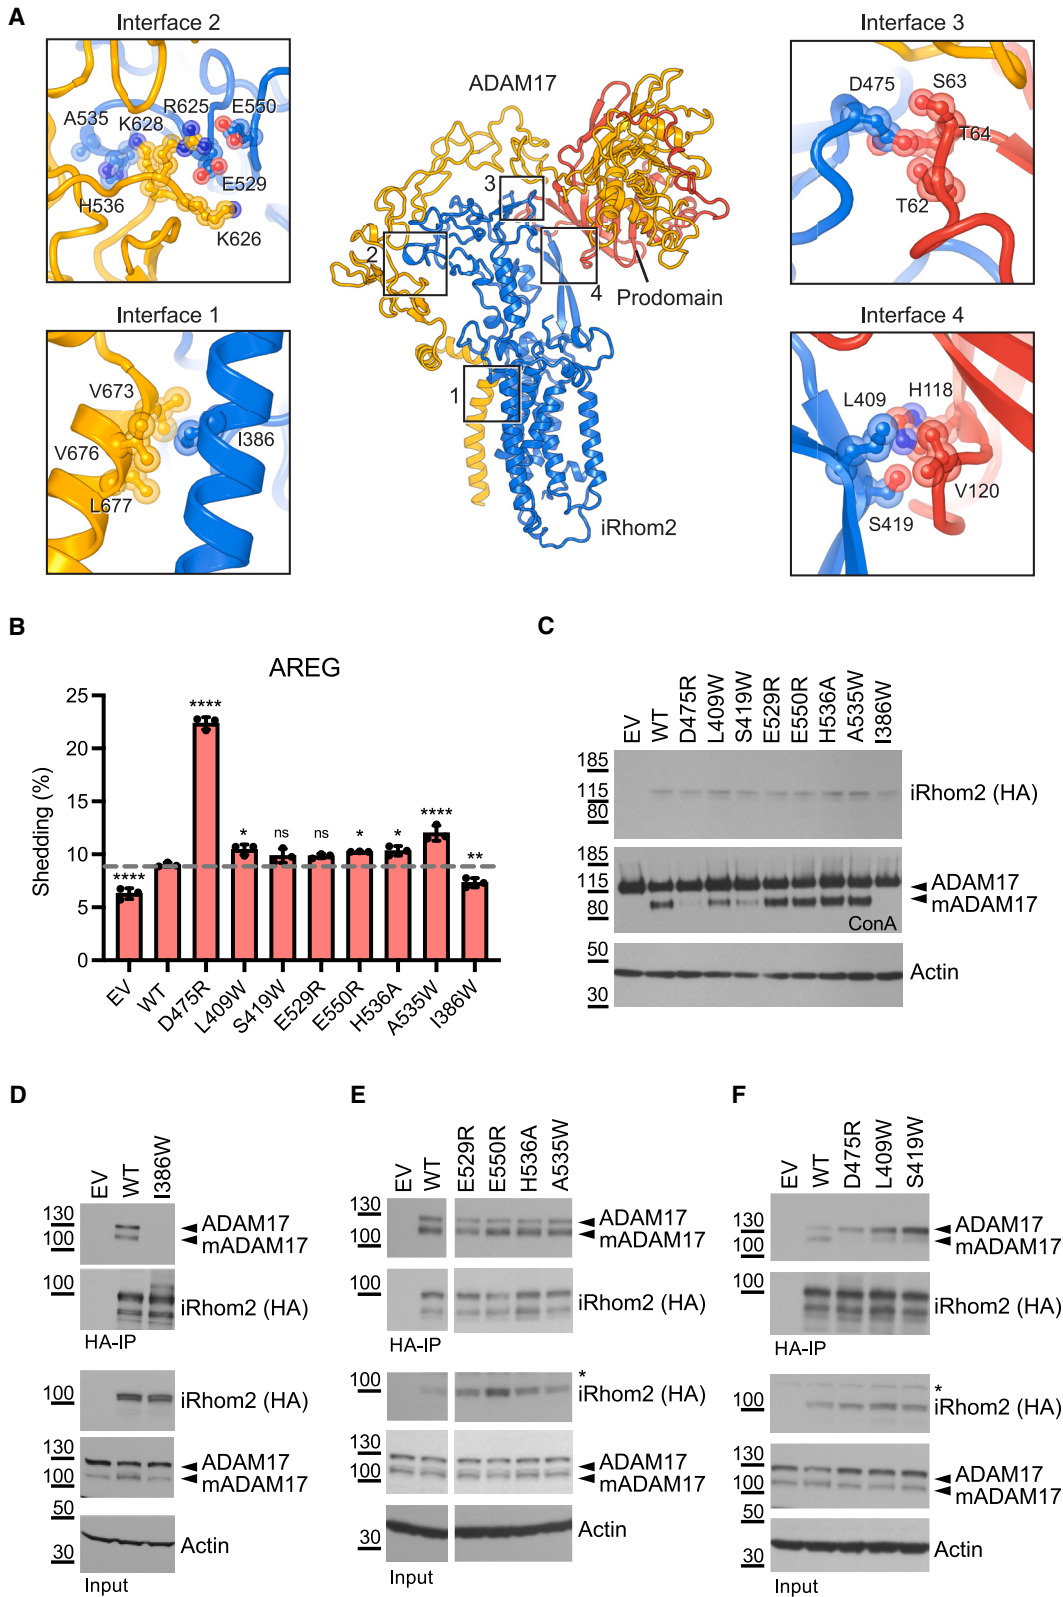 A
Interface 2
A535
K628
R625
E550
E529
H536
K626
Interface 1
V673
V676
L677
I386
ADAM17
3
2
4
1
Prodomain
iRhom2
Interface 3
D475
S63
T64
T62
Interface 4
L409
H118
V120
S419
B
AREG
Shedding (%)
25
20
15
10
5
0
****
****
*
ns
ns
*
*
****
**
EV
WT
D475R
L409W
S419W
E529R
E550R
H536A
A535W
I386W
C
EV
WT
D475R
L409W
S419W
E529R
E550R
H536A
A535W
I386W
185
115
80
iRhom2 (HA)
185
115
80
ADAM17
mADAM17
ConA
50
30
Actin
D
EV
WT
I386W
130
100
ADAM17
mADAM17
100
iRhom2 (HA)
HA-IP
100
iRhom2 (HA)
130
100
ADAM17
mADAM17
50
30
Actin
Input
E
EV
WT
E529R
E550R
H536A
A535W
130
100
ADAM17
mADAM17
100
iRhom2 (HA)
HA-IP
100
*
iRhom2 (HA)
130
100
ADAM17
mADAM17
30
Actin
Input
F
EV
WT
D475R
L409W
S419W
130
100
ADAM17
mADAM17
100
iRhom2 (HA)
HA-IP
100
*
iRhom2 (HA)
130
100
ADAM17
mADAM17
50
30
Actin
Input